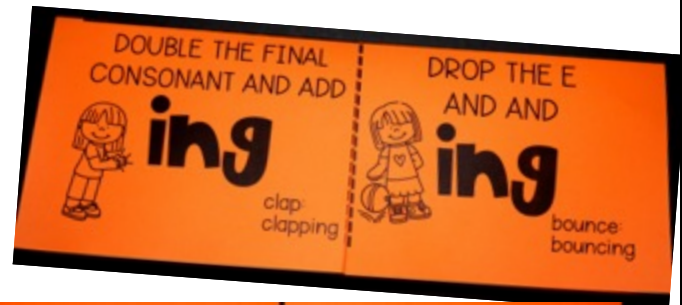 DOUBLE THE FINAL
CONSONANT AND ADD
ing
clap:
clapping
DROP THE E
AND AND
ing
bounce:
bouncing